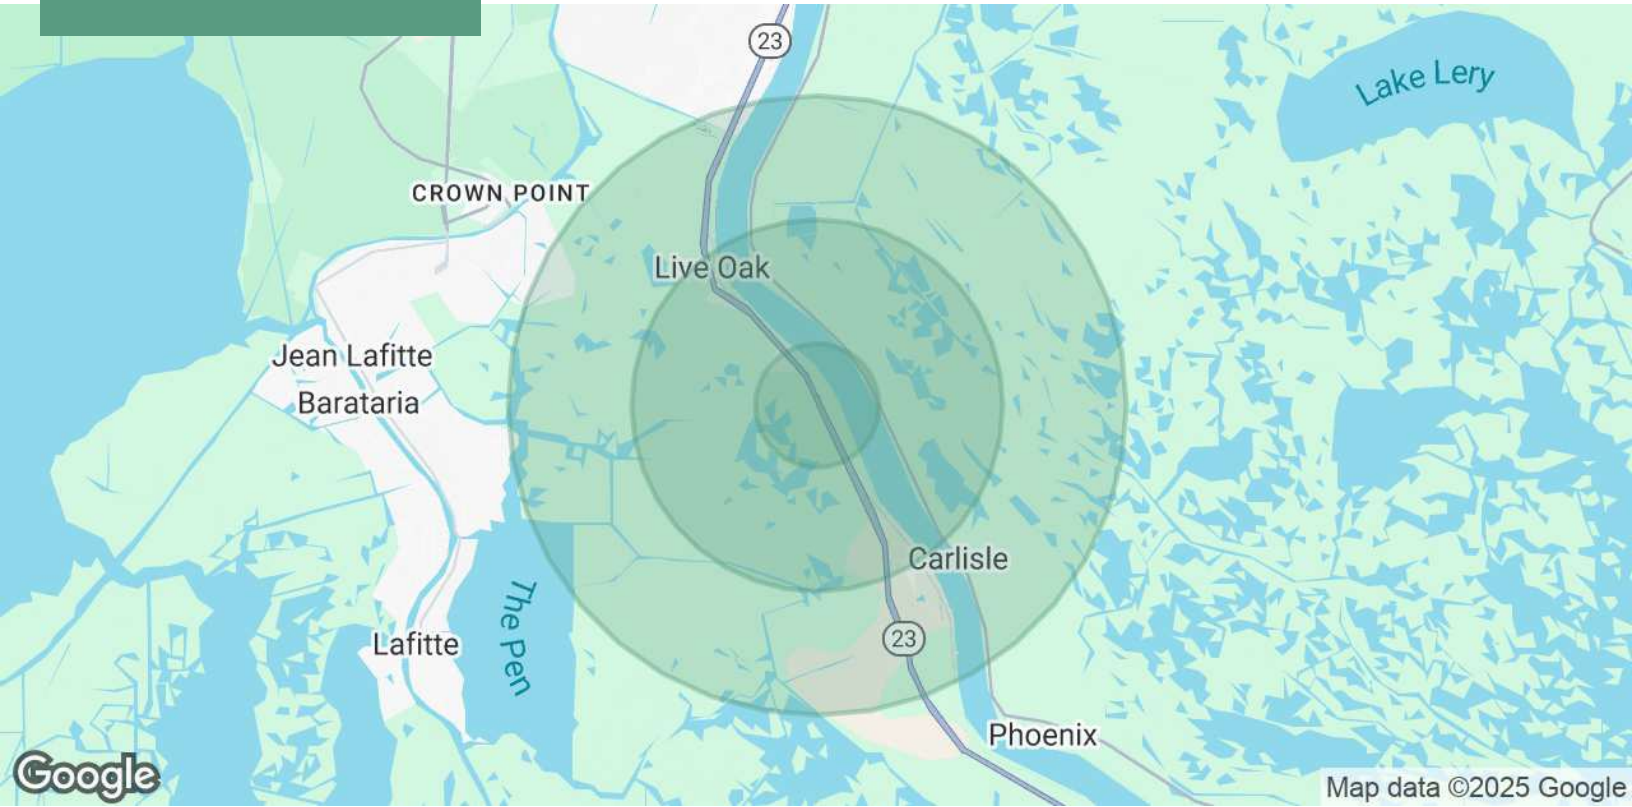 23
Lake Lery
CROWN POINT
Live Oak
Jean Lafitte
Barataria
Carlisle
The Pen
23
Lafitte
Phoenix
Google
Map data ©2025 Google